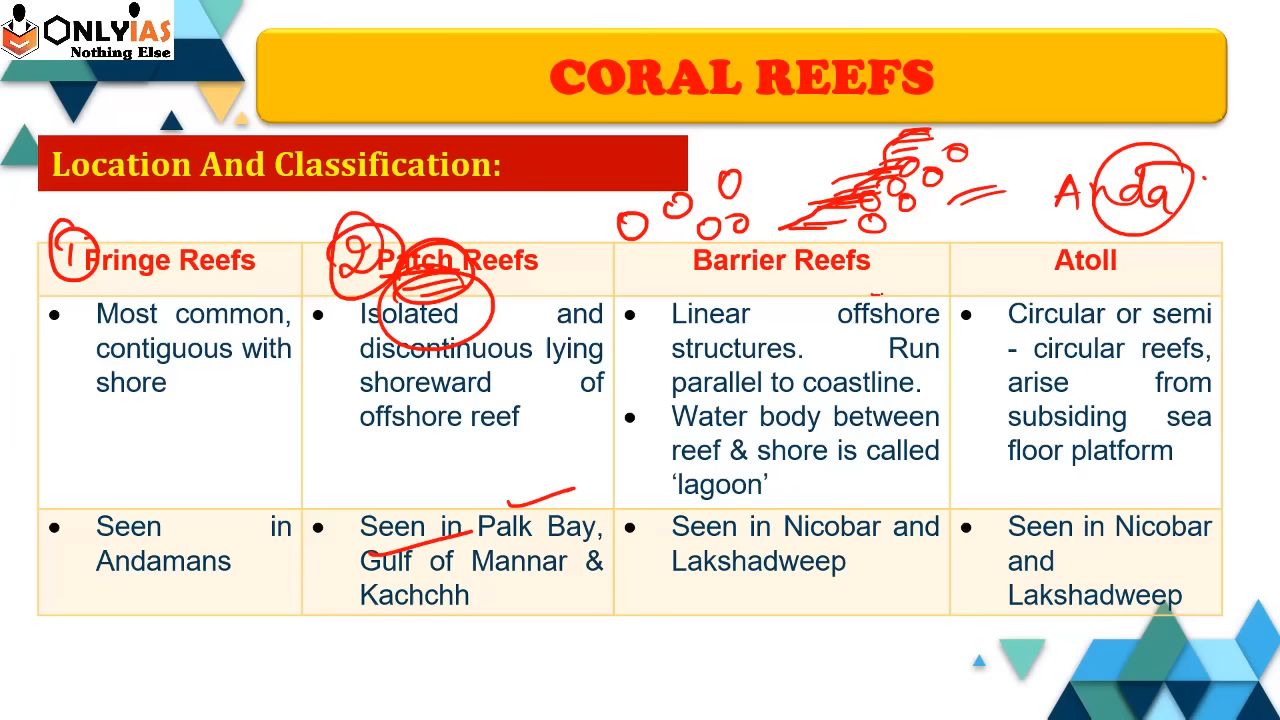 ONLYIAS
Nothing Else
CORAL REEFS
Location And Classification:
Anda
1
2
Fringe Reefs
Patch Reefs
Barrier Reefs
Atoll
• Most common,
contiguous with
shore
• Isolated and
discontinuous lying
shoreward of
offshore reef
• Linear offshore
structures. Run
parallel to coastline.
• Water body between
reef & shore is called
‘lagoon’
• Circular or semi
- circular reefs,
arise from
subsiding sea
floor platform
• Seen in
Andamans
• Seen in Palk Bay,
Gulf of Mannar &
Kachchh
• Seen in Nicobar and
Lakshadweep
• Seen in Nicobar
and
Lakshadweep